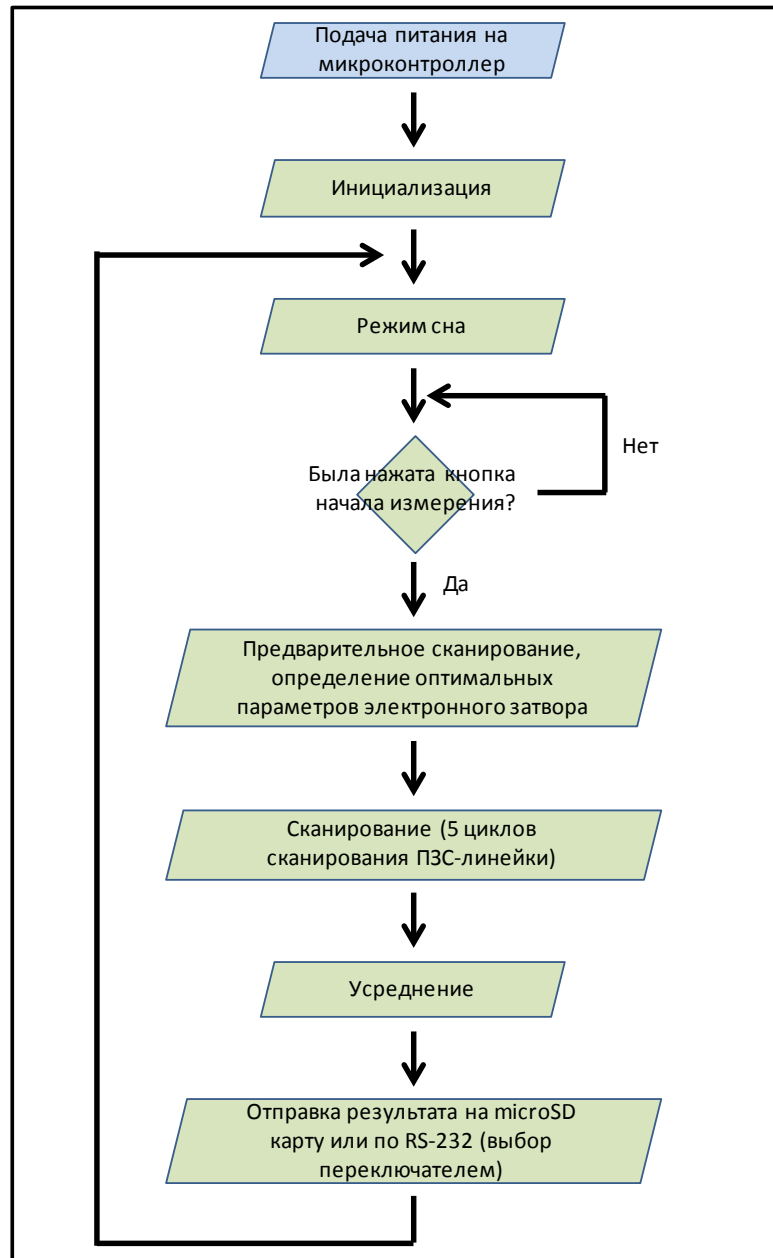 Подача питания на
микроконтроллер
Инициализация
Режим сна
Была нажата кнопка
начала измерения?
Нет
Да
Предварительное сканирование,
определение оптимальных
параметров электронного затвора
Сканирование (5 циклов
сканирования ПЗС-линейки)
Усреднение
Отправка результата на microSD
карту или по RS-232 (выбор
переключателем)